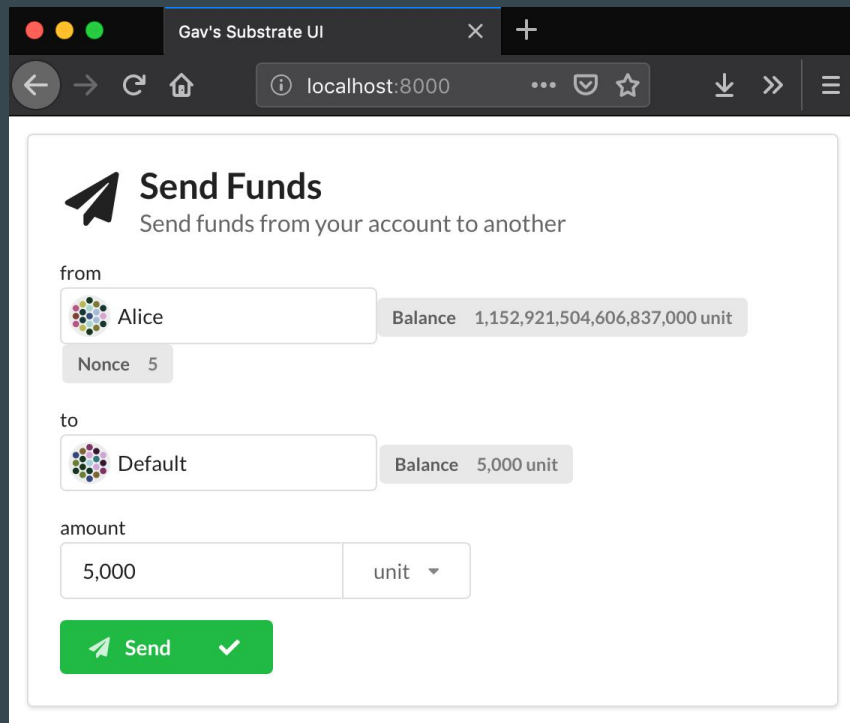 Gav's Substrate UI
localhost:8000
Send Funds
Send funds from your account to another
from
Alice Balance 1,152,921,504,606,837,000 unit
Nonce 5
to
Default Balance 5,000 unit
amount
5,000 unit
Send